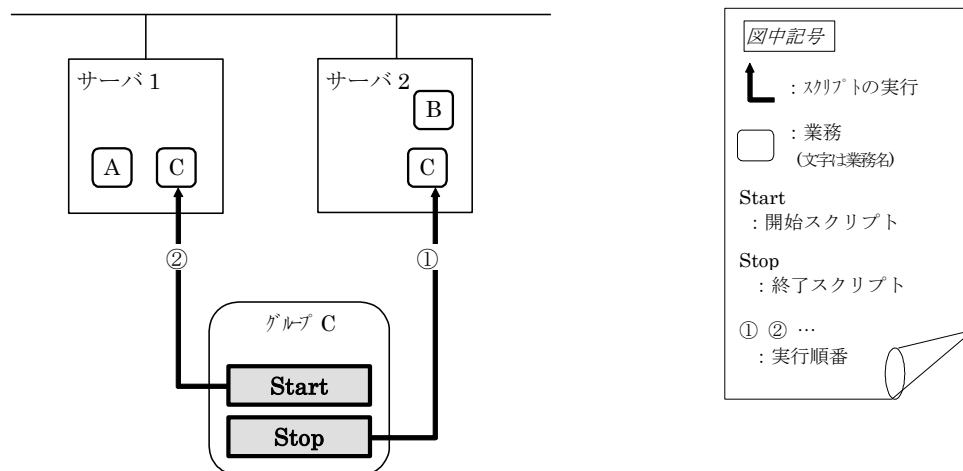 サーバ 1
サーバ 2
B
A
C
C
②
①
グループ C
Start
Stop
図中記号
：スクリプトの実行
：業務
(文字は業務名)
Start
：開始スクリプト
Stop
：終了スクリプト
① ② …
：実行順番